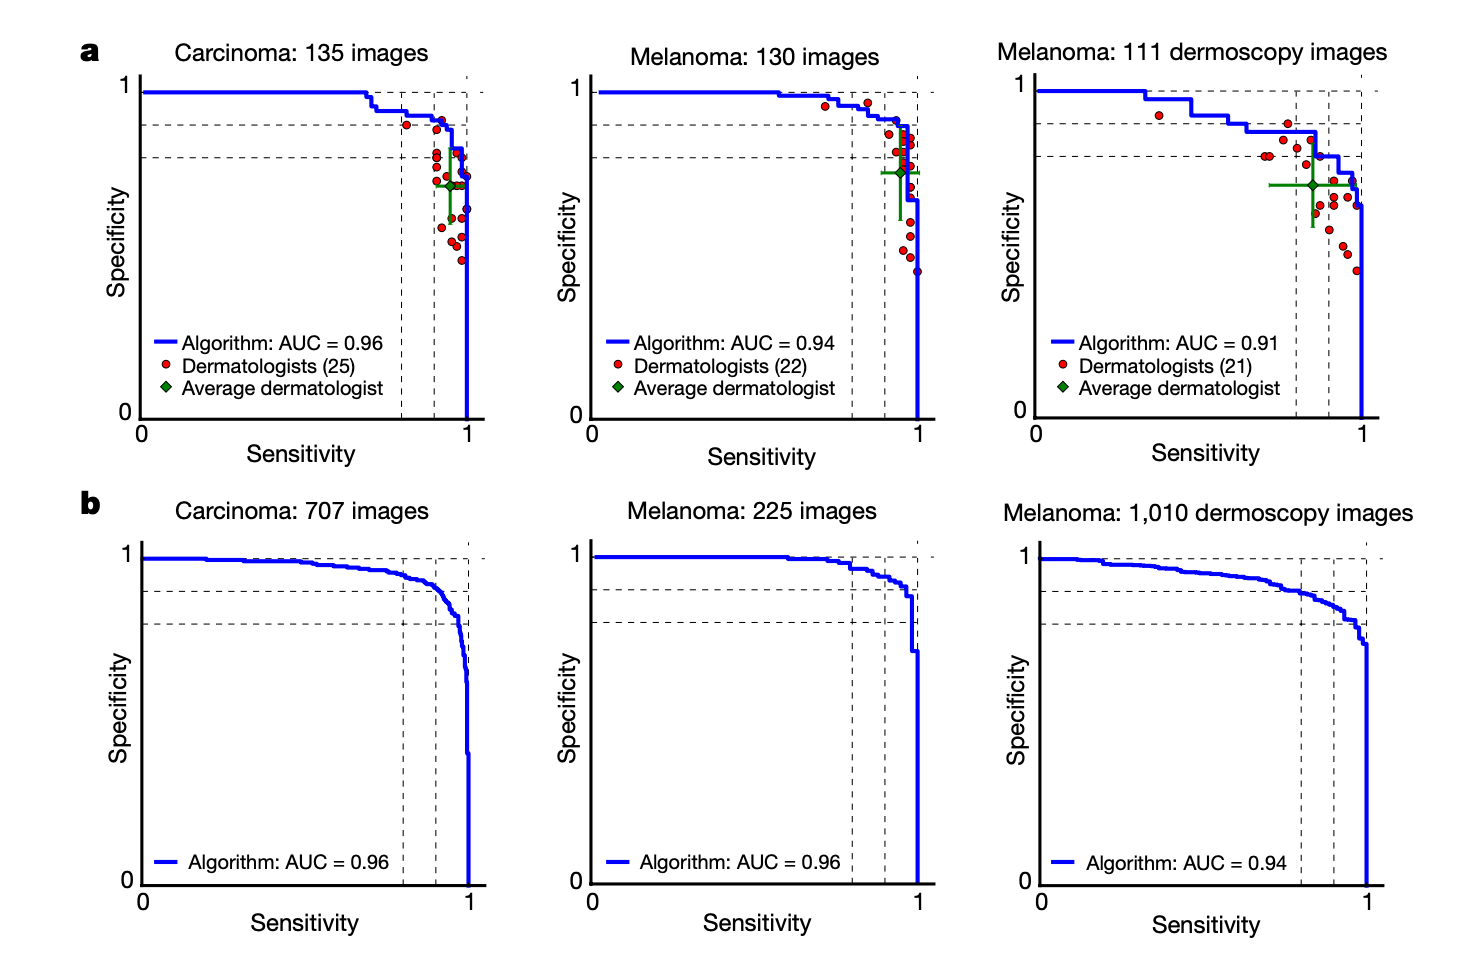 a
Carcinoma: 135 images
1
Specificity
Algorithm: AUC = 0.96
Dermatologists (25)
Average dermatologist
0
0
1
Sensitivity
Melanoma: 130 images
1
Specificity
Algorithm: AUC = 0.94
Dermatologists (22)
Average dermatologist
0
0
1
Sensitivity
Melanoma: 111 dermoscopy images
1
Specificity
Algorithm: AUC = 0.91
Dermatologists (21)
Average dermatologist
0
0
1
Sensitivity
b
Carcinoma: 707 images
1
Specificity
Algorithm: AUC = 0.96
0
0
1
Sensitivity
Melanoma: 225 images
1
Specificity
Algorithm: AUC = 0.96
0
0
1
Sensitivity
Melanoma: 1,010 dermoscopy images
1
Specificity
Algorithm: AUC = 0.94
0
0
1
Sensitivity